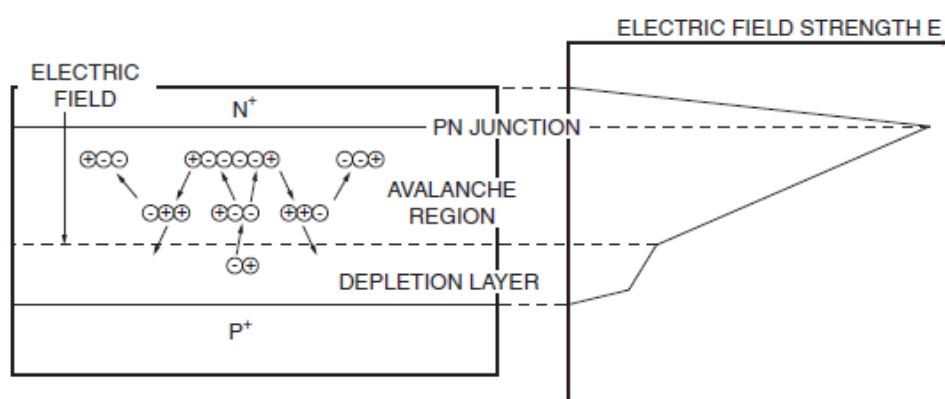 ELECTRIC FIELD STRENGTH E
ELECTRIC
FIELD
N+
PN JUNCTION
⊕⊖⊖
⊕⊖⊖⊖⊖⊕
⊖⊖⊕
AVALANCHE
REGION
⊖⊕⊕
⊕⊖⊖
⊕⊕⊖
⊖⊕
DEPLETION LAYER
P+